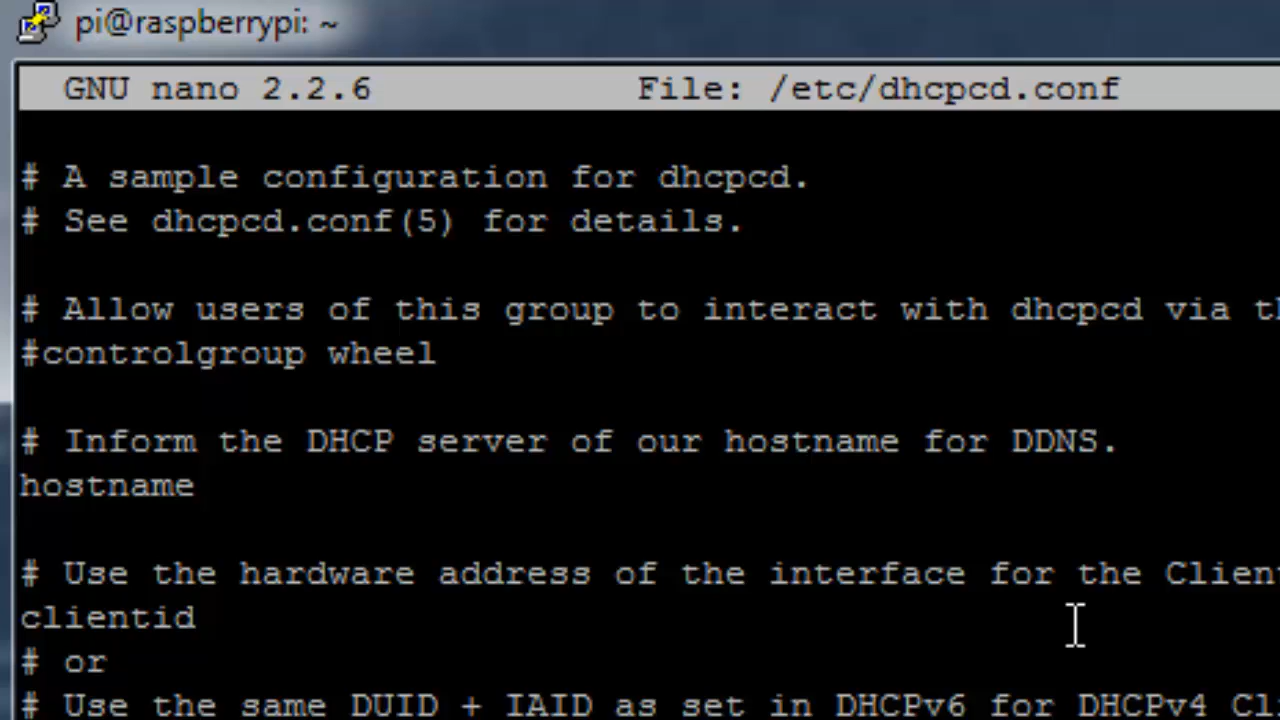 pi@raspberrypi: ~
GNU nano 2.2.6 File: /etc/dhcpcd.conf
# A sample configuration for dhcpcd.
# See dhcpcd.conf(5) for details.
# Allow users of this group to interact with dhcpcd via
#controlgroup wheel
# Inform the DHCP server of our hostname for DDNS.
hostname
# Use the hardware address of the interface for the
clientid
# or
# Use the same DUID + IAID as set in DHCPv6 for DHCPv4